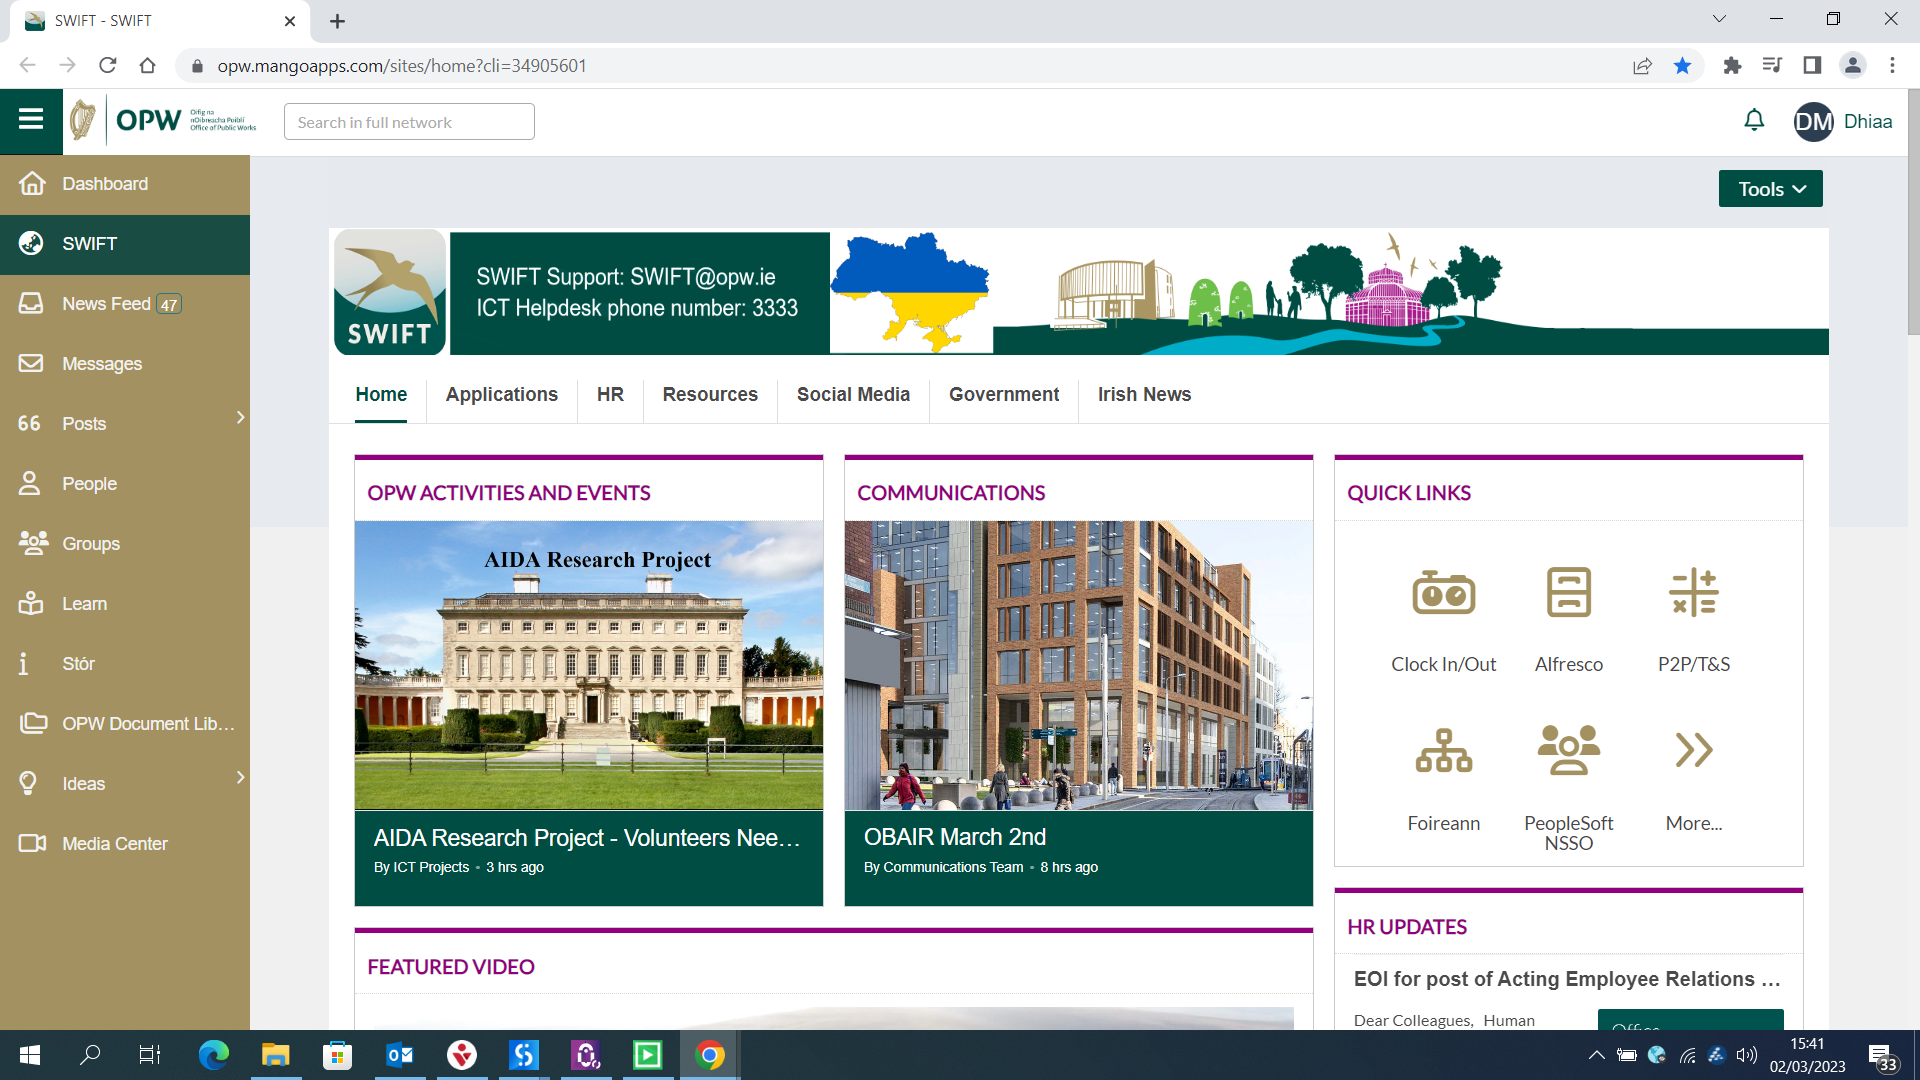 SWIFT - SWIFT
opw.mangoapps.com/sites/home?cli=34905601
OPW
Oifig na
nOibreacha Poiblí
Office of Public Works
Search in full network
DM Dhiaa
Tools
Dashboard
SWIFT
News Feed 47
Messages
Posts
People
Groups
Learn
Stór
OPW Document Lib...
Ideas
Media Center
SWIFT
SWIFT Support: SWIFT@opw.ie
ICT Helpdesk phone number: 3333
Home Applications HR Resources Social Media Government Irish News
OPW ACTIVITIES AND EVENTS
AIDA Research Project
AIDA Research Project - Volunteers Nee...
By ICT Projects • 3 hrs ago
COMMUNICATIONS
OBAIR March 2nd
By Communications Team • 8 hrs ago
QUICK LINKS
Clock In/Out Alfresco P2P/T&S
Foireann PeopleSoft NSSO More...
HR UPDATES
EOI for post of Acting Employee Relations ...
Dear Colleagues, Human
Office
FEATURED VIDEO
15:41
02/03/2023
33